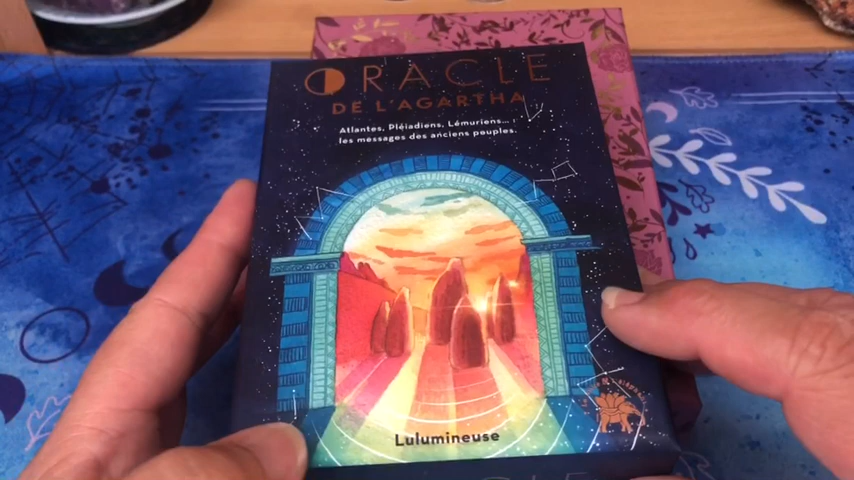 ORACLE
DE L'AGARTHA
Atlantes, Pléiadiens, Lémuriens... :
les messages des anciens peuples.
Lulumineuse